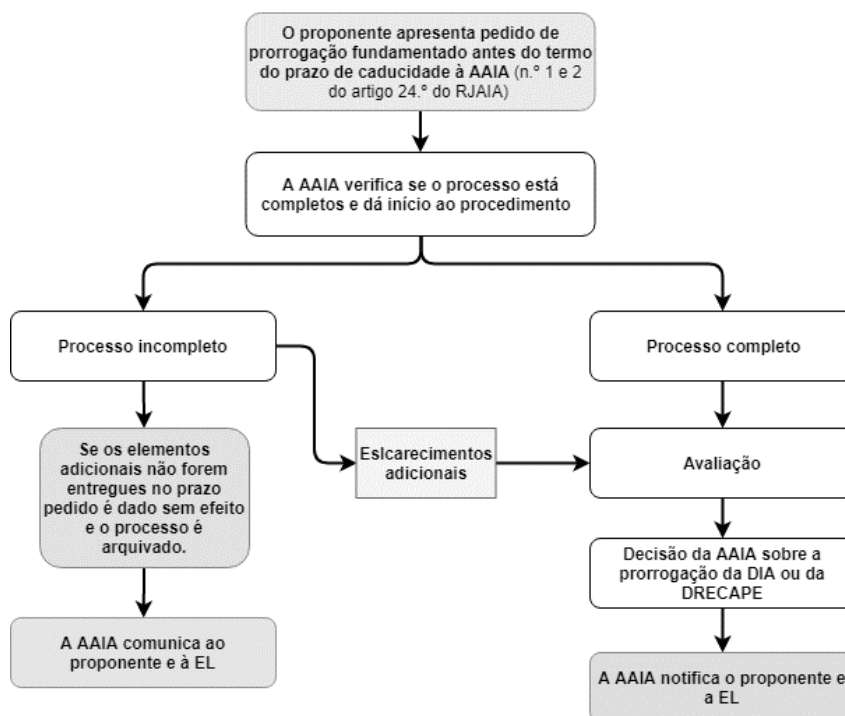 O proponente apresenta pedido de
prorrogação fundamentado antes do termo
do prazo de caducidade à AAIA (n.º 1 e 2
do artigo 24.º do RJAIA)
A AAIA verifica se o processo está
completos e dá início ao procedimento
Processo incompleto
Processo completo
Se os elementos
adicionais não forem
entregues no prazo
pedido é dado sem efeito
e o processo é
arquivado.
Eslcarecimentos
adicionais
Avaliação
Decisão da AAIA sobre a
prorrogação da DIA ou da
DRECAPE
A AAIA comunica ao
proponente e à EL
A AAIA notifica o proponente e
a EL